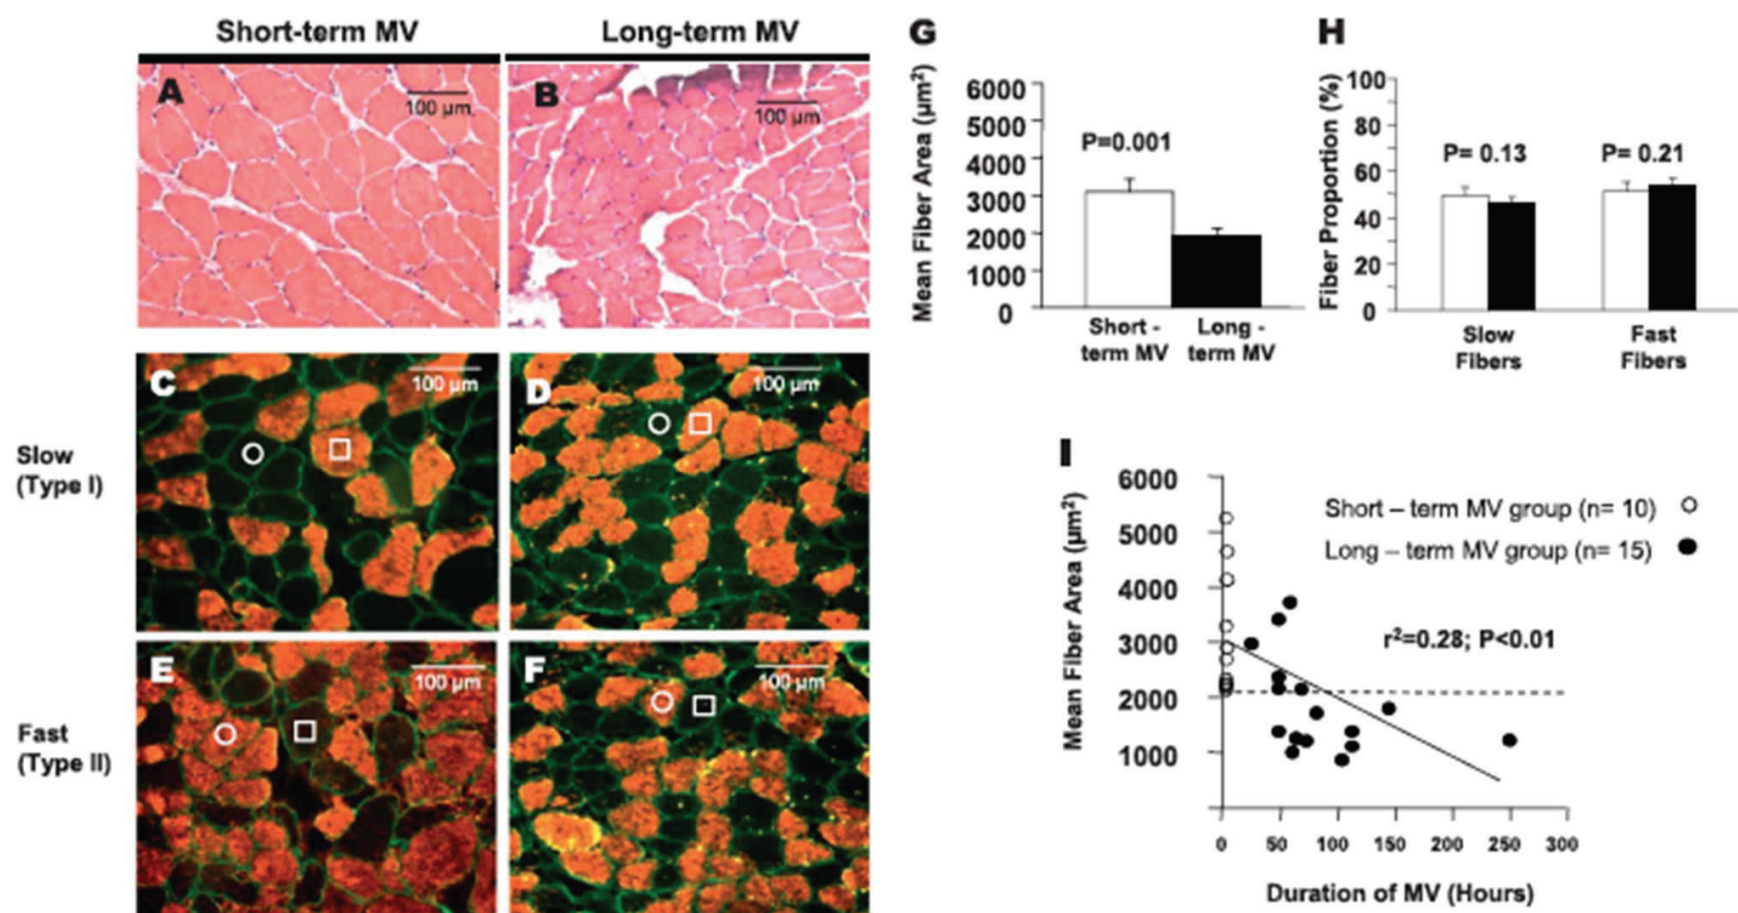 Short-term MV
Long-term MV
A
100 µm
B
100 µm
Slow
(Type I)
C
100 µm
D
100 µm
Fast
(Type II)
E
100 µm
F
100 µm
G
Mean Fiber Area (µm²)
6000
5000
4000
3000
2000
1000
0
P=0.001
Short -
term MV
Long -
term MV
H
Fiber Proportion (%)
100
80
60
40
20
0
P= 0.13
P= 0.21
Slow
Fibers
Fast
Fibers
I
Mean Fiber Area (µm²)
6000
5000
4000
3000
2000
1000
Short – term MV group (n= 10)
Long – term MV group (n= 15)
r²=0.28; P<0.01
0 50 100 150 200 250 300
Duration of MV (Hours)